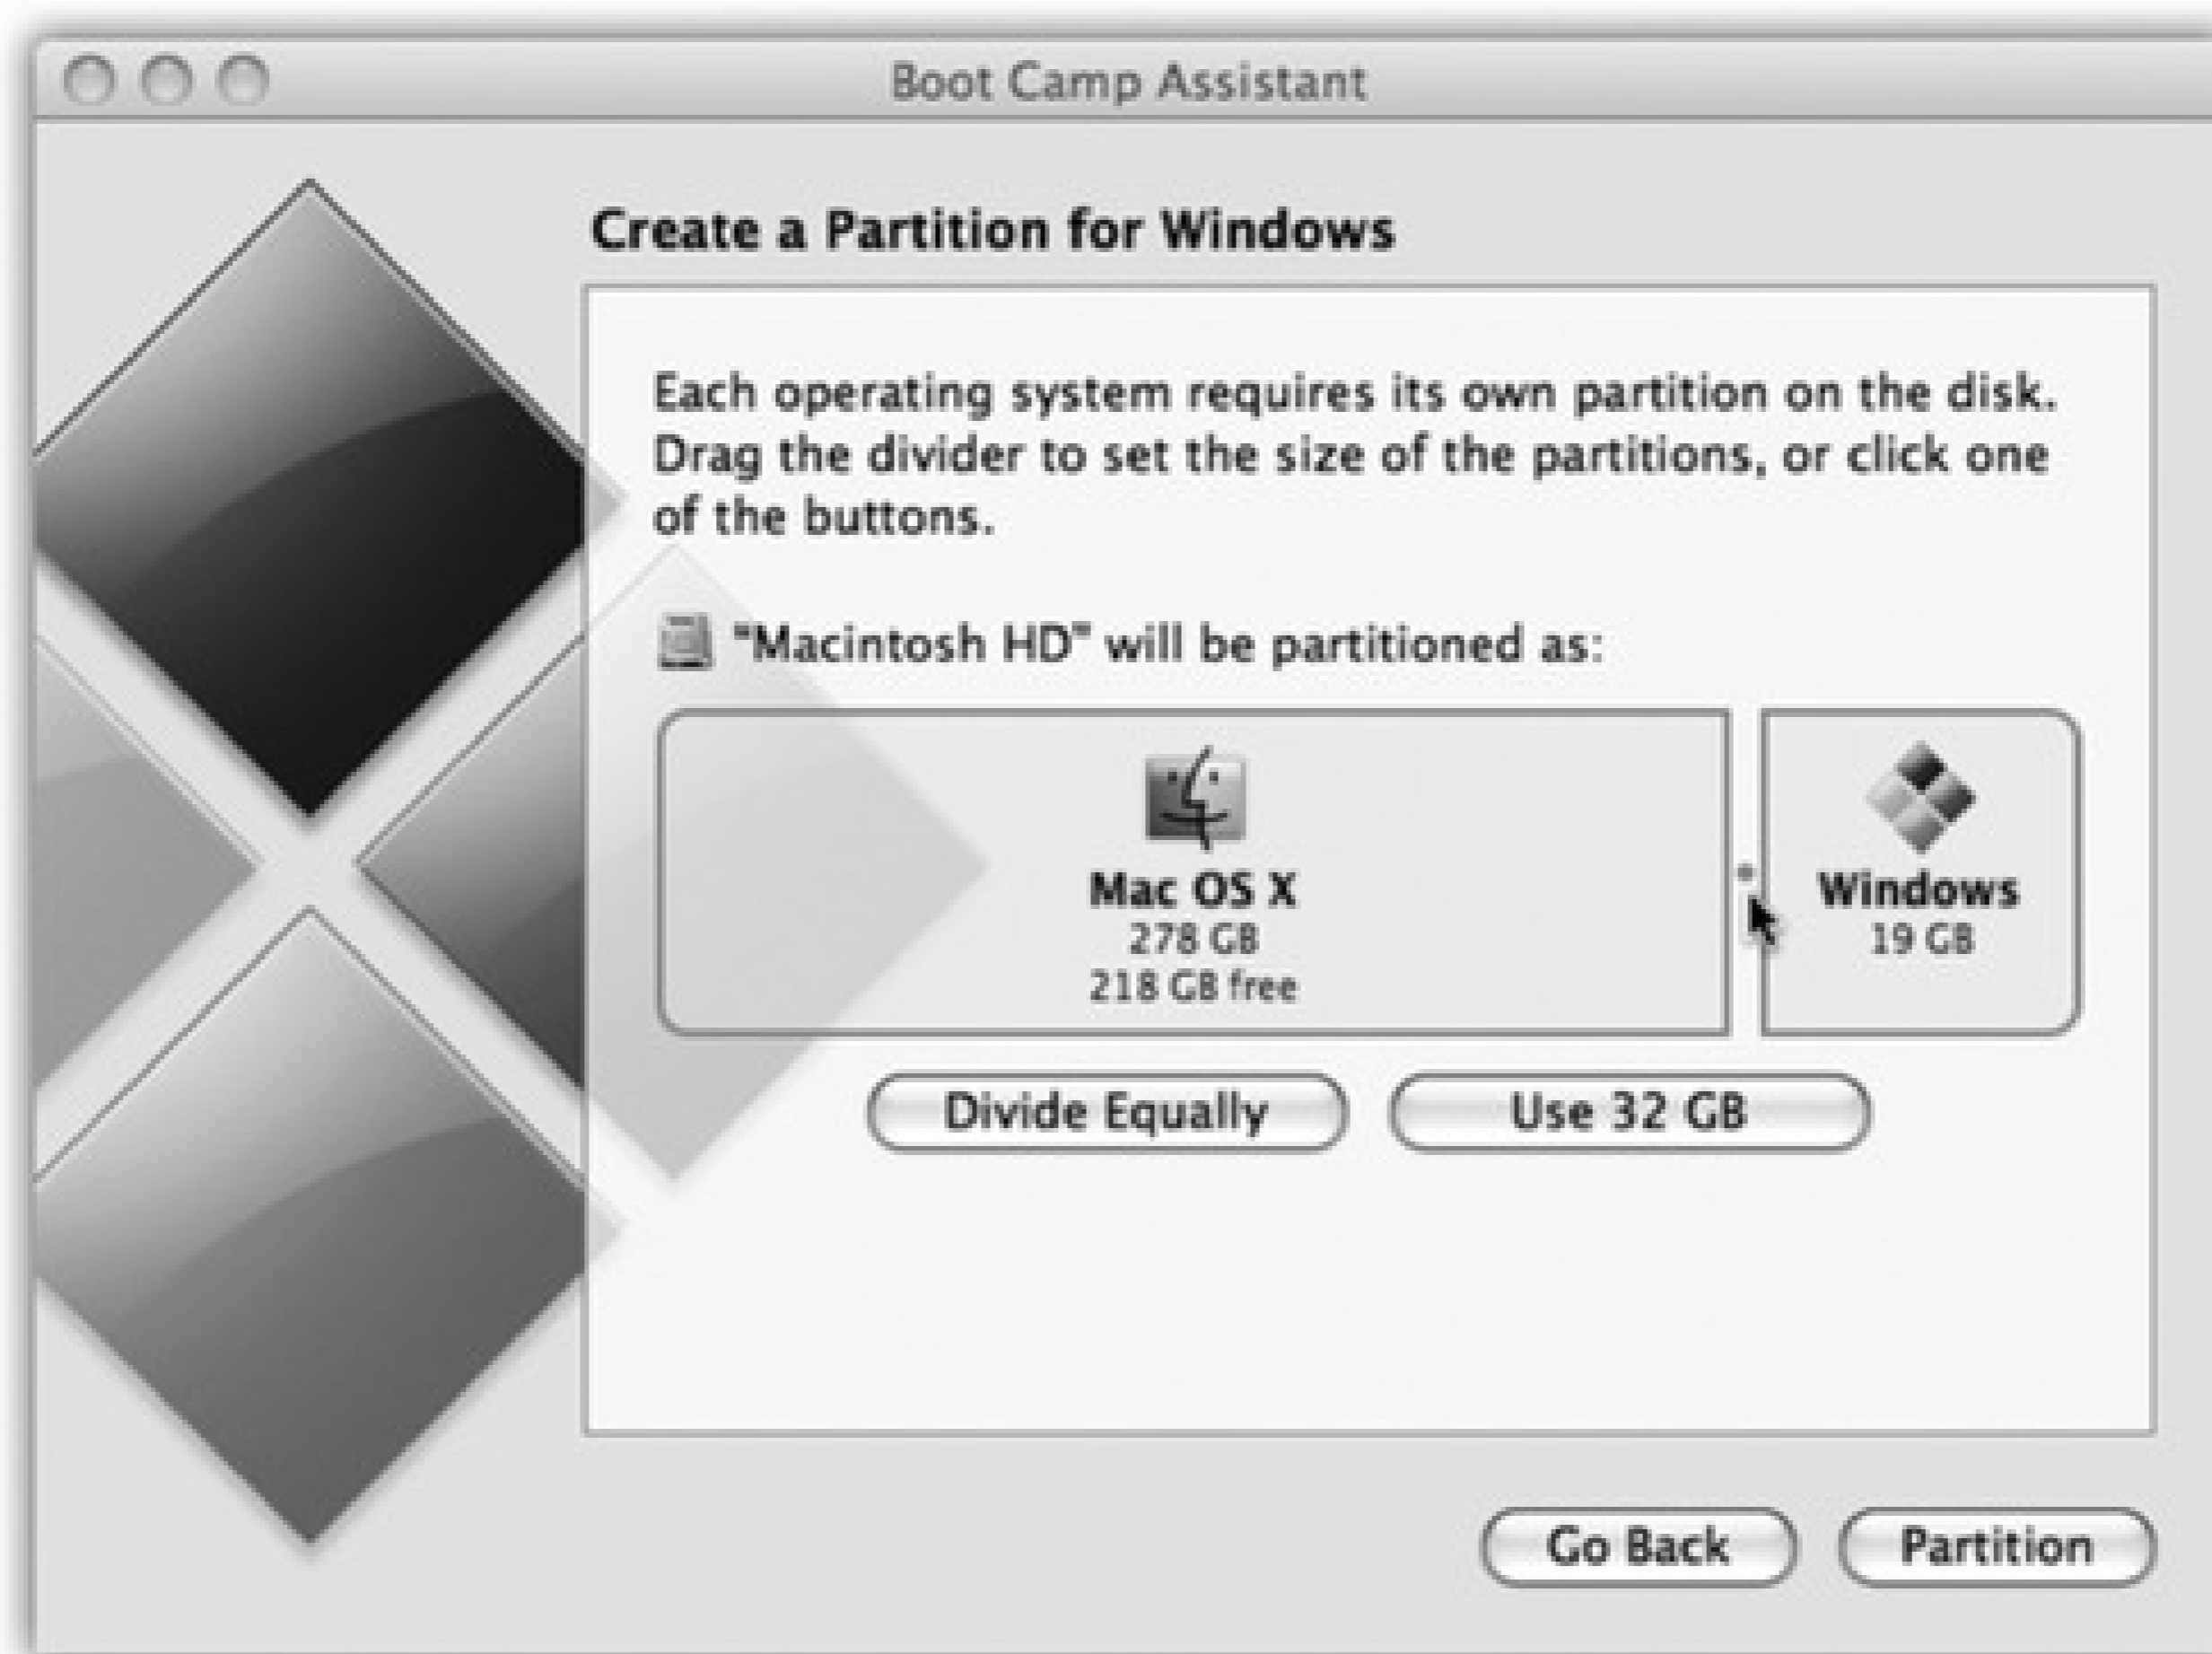 Boot Camp Assistant
Create a Partition for Windows
Each operating system requires its own partition on the disk.
Drag the divider to set the size of the partitions, or click one
of the buttons.
"Macintosh HD" will be partitioned as:
Mac OS X
278 GB
218 GB free
Windows
19 GB
Divide Equally
Use 32 GB
Go Back
Partition